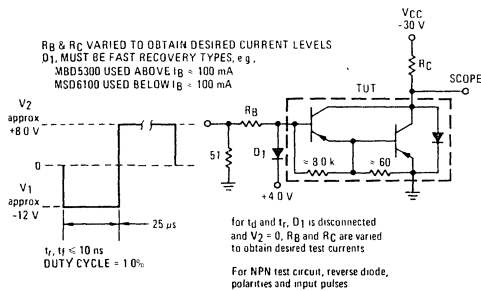 RB & RC VARIED TO OBTAIN DESIRED CURRENT LEVELS
D1, MUST BE FAST RECOVERY TYPES, e.g.,
MBD5300 USED ABOVE IB ≈ 100 mA
MSD6100 USED BELOW IB ≈ 100 mA
VCC
-30 V
RC
SCOPE
TUT
V2
approx
+8.0 V
0
V1
approx
-12 V
25 µs
tr, tf ≤ 10 ns
DUTY CYCLE = 1.0%
51
RB
D1
+4.0 V
≈ 8.0 k
≈ 60
for td and tr, D1 is disconnected
and V2 = 0, RB and RC are varied
to obtain desired test currents
For NPN test circuit, reverse diode,
polarities and input pulses